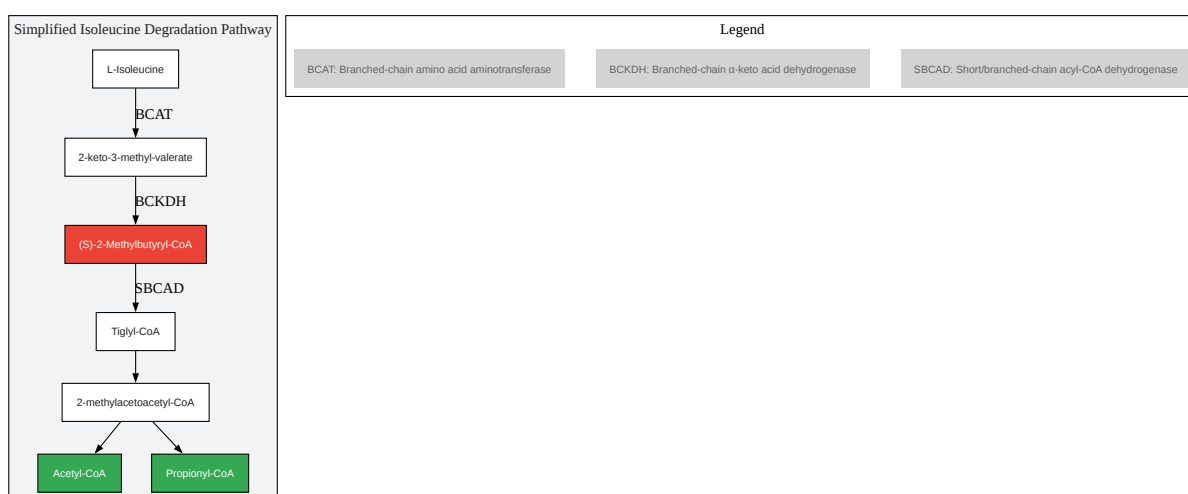 Simplified Isoleucine Degradation Pathway
L-Isoleucine
BCAT
2-keto-3-methyl-valerate
BCKDH
(S)-2-Methylbutyryl-CoA
SBCAD
Tiglyl-CoA
2-methylacetoacetyl-CoA
Acetyl-CoA
Propionyl-CoA
Legend
BCAT: Branched-chain amino acid aminotransferase
BCKDH: Branched-chain α-keto acid dehydrogenase
SBCAD: Short/branched-chain acyl-CoA dehydrogenase